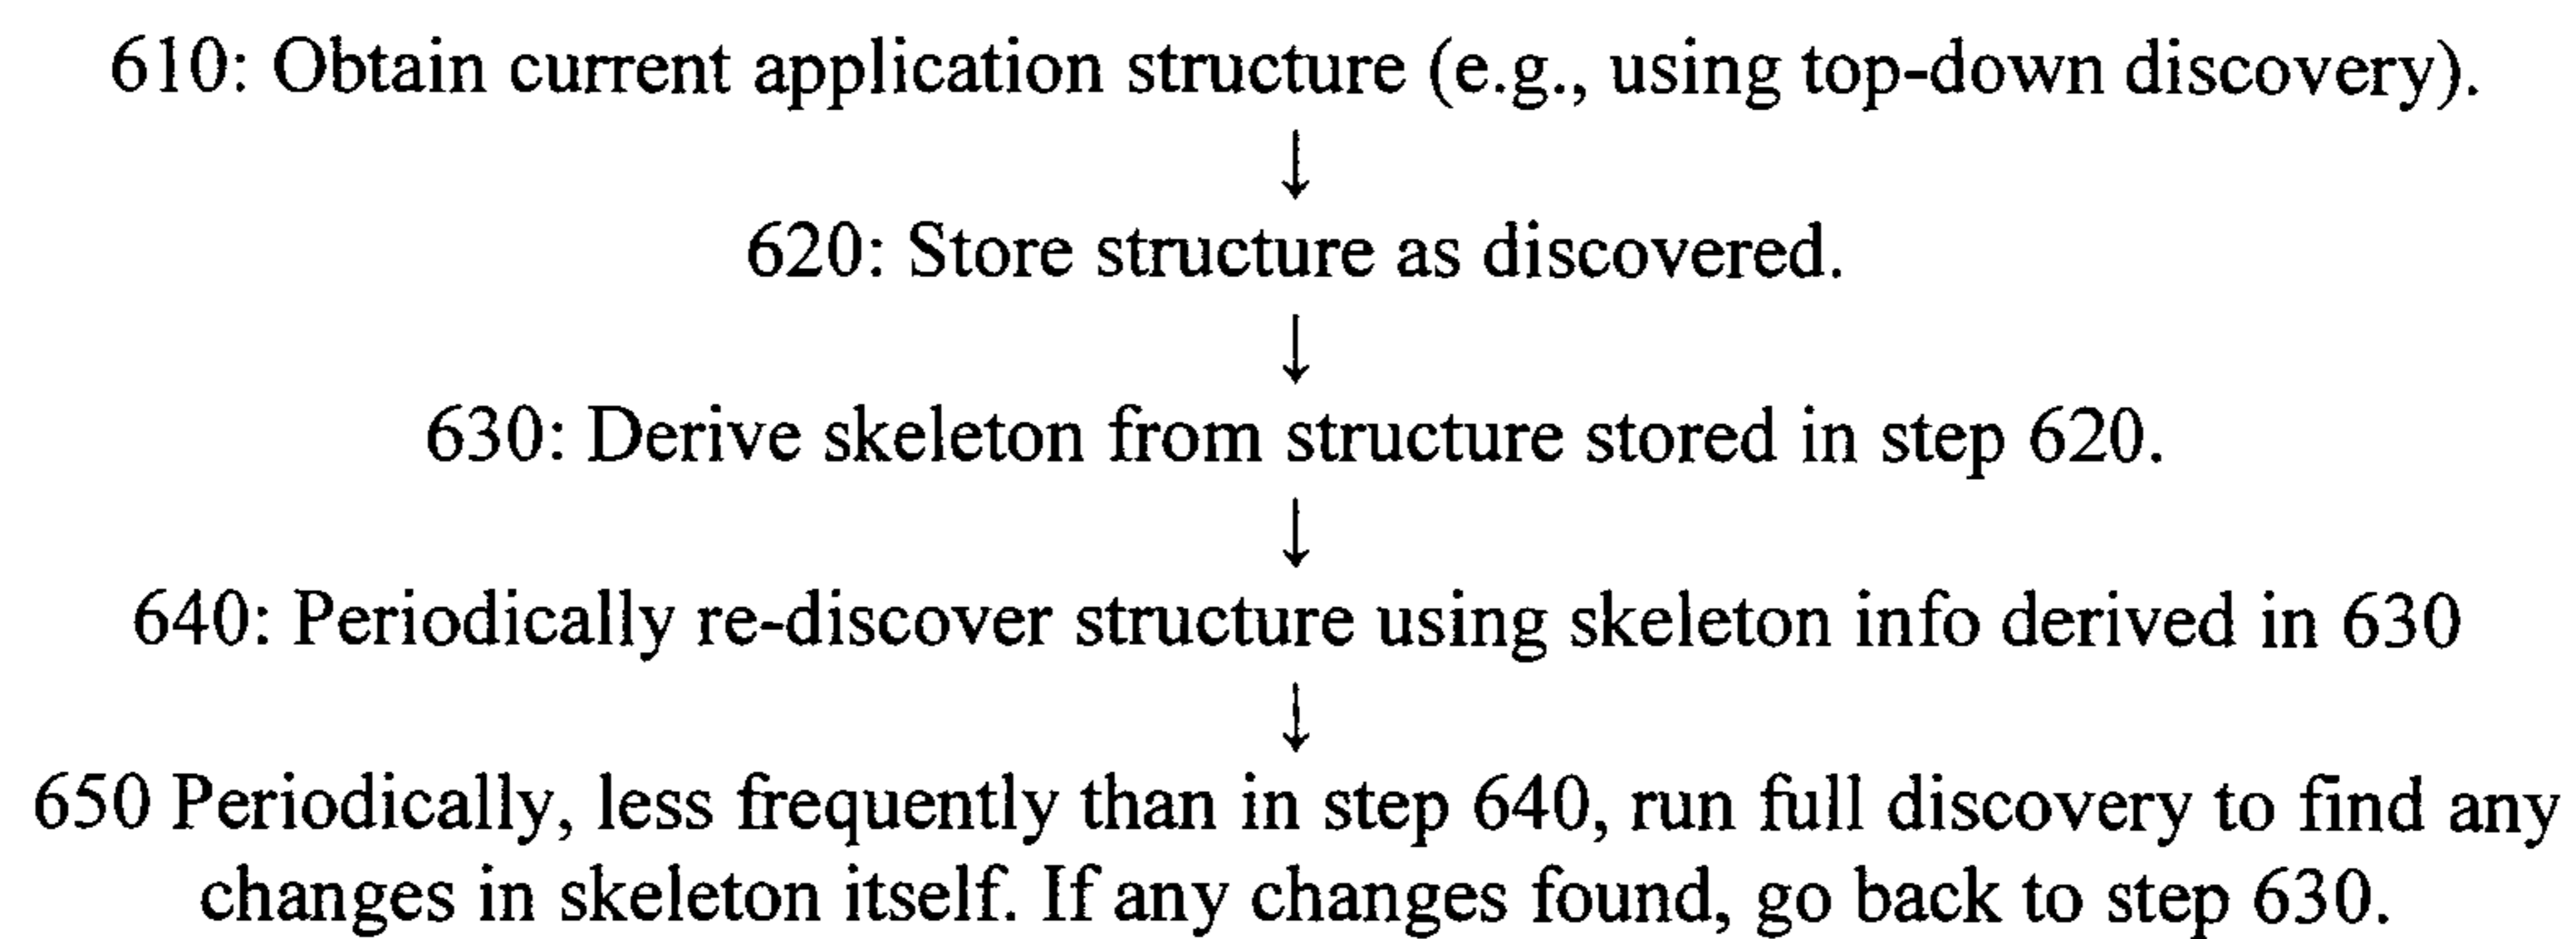 610: Obtain current application structure (e.g., using top-down discovery).
620: Store structure as discovered.
630: Derive skeleton from structure stored in step 620.
640: Periodically re-discover structure using skeleton info derived in 630
650 Periodically, less frequently than in step 640, run full discovery to find any
changes in skeleton itself. If any changes found, go back to step 630.